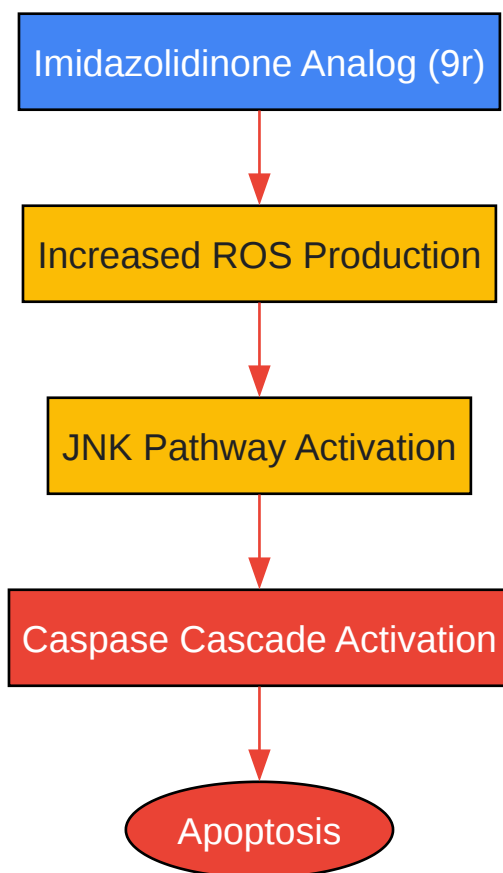 Imidazolidinone Analog (9r)
Increased ROS Production
JNK Pathway Activation
Caspase Cascade Activation
Apoptosis